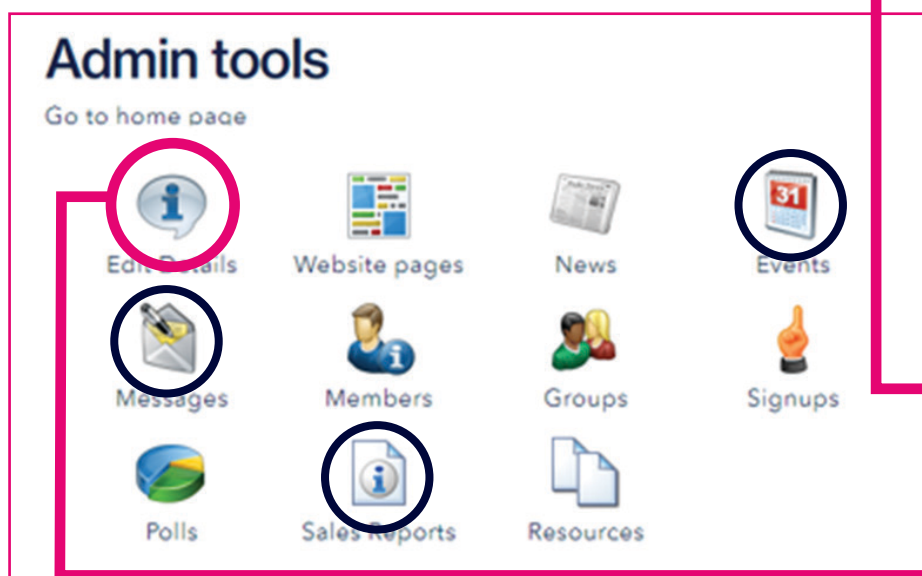 Admin tools
Go to home page
31
Edit Details Website pages News Events
Messages Members Groups Signups
Polls Sales Reports Resources